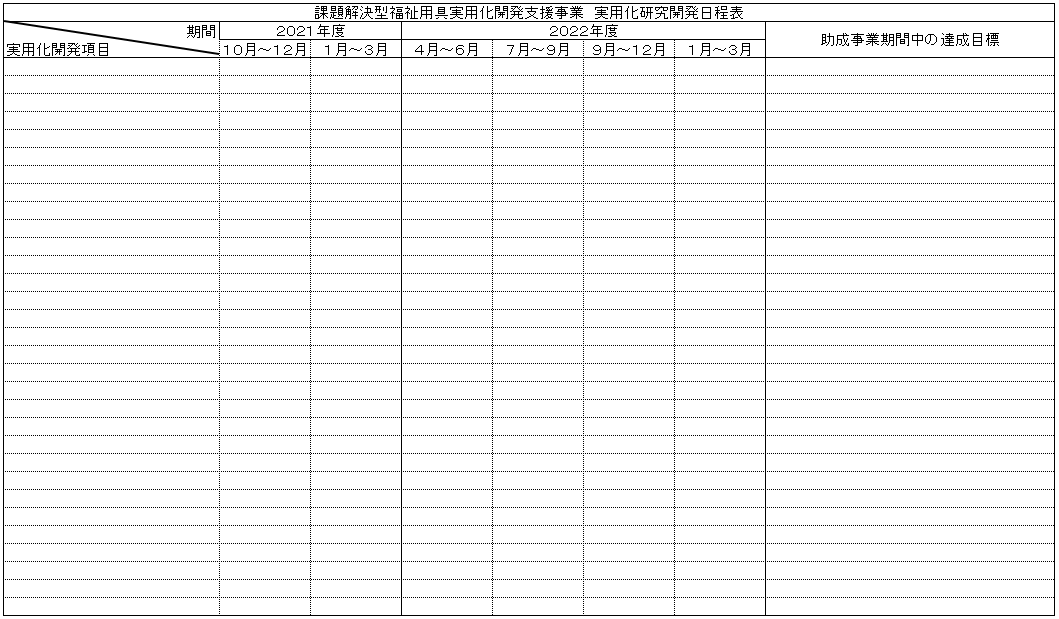 課題解決型福祉用具実用化開発支援事業　実用化研究開発日程表
期間
2021年度
2022年度
助成事業期間中の達成目標
実用化開発項目
10月～12月
1月～3月
4月～6月
7月～9月
9月～12月
1月～3月